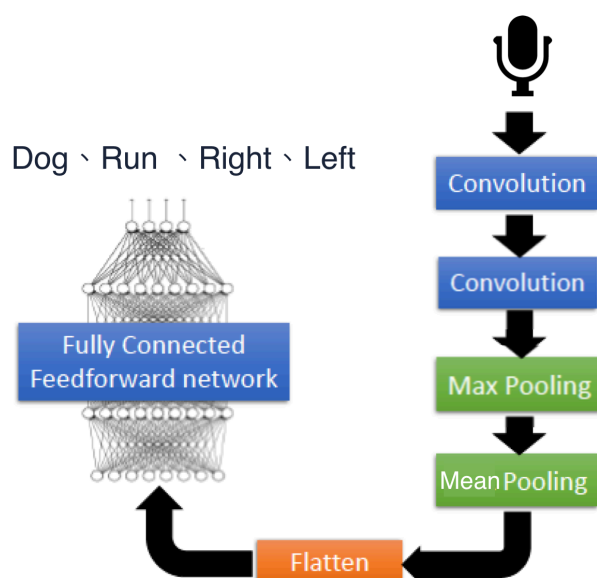 Dog、Run、Right、Left
Convolution
Convolution
Max Pooling
Mean Pooling
Flatten
Fully Connected
Feedforward network